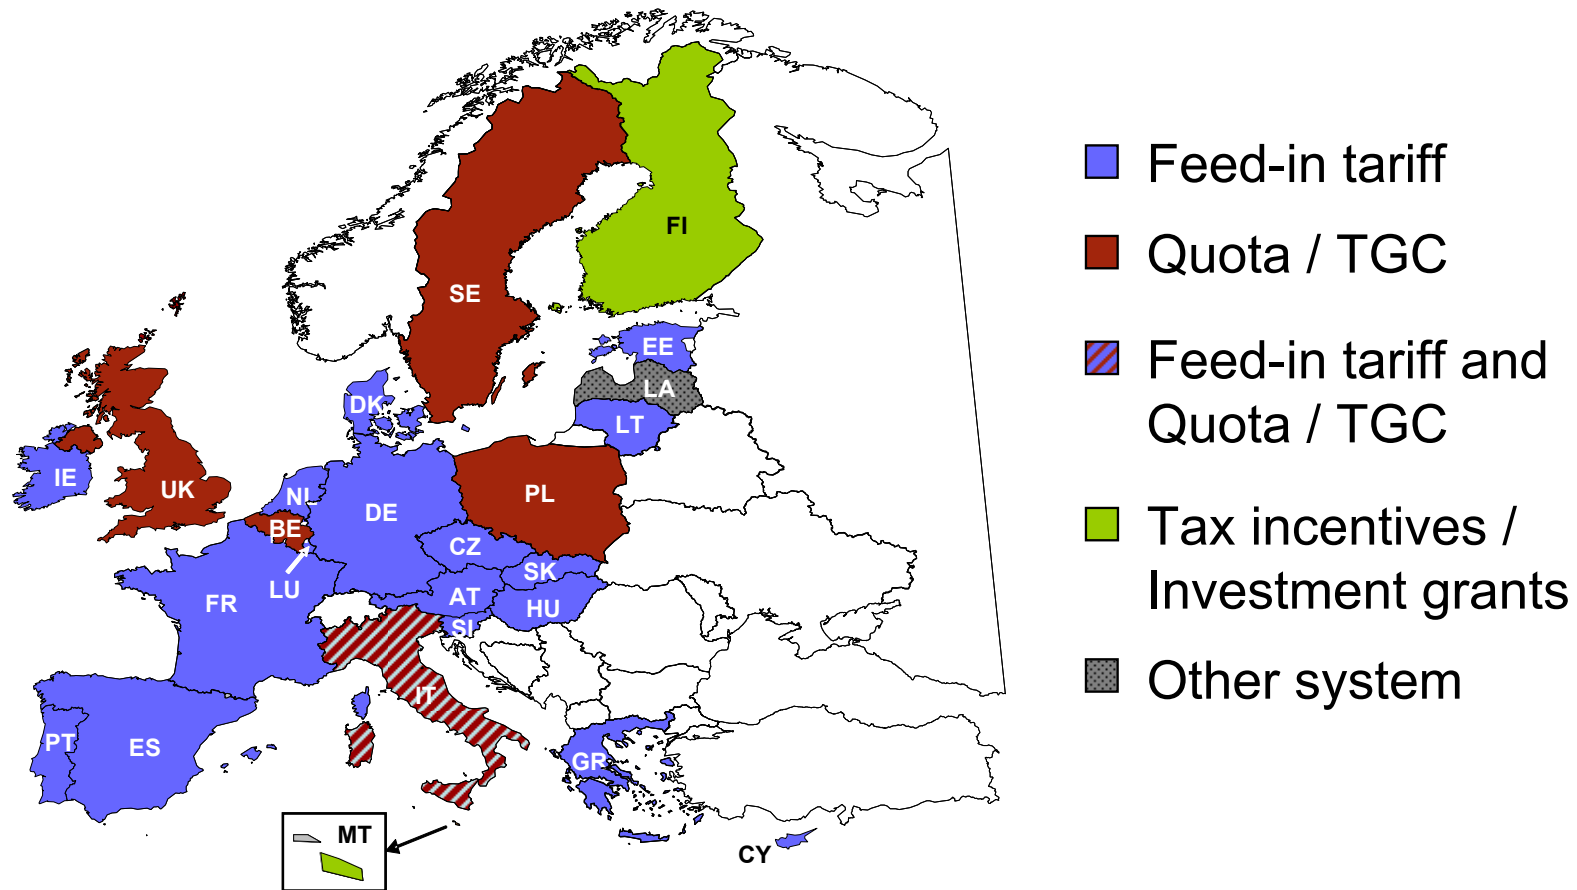 FI
SE
EE
LA
DK
LT
IE
UK
NL
DE
PL
BE
CZ
LU
SK
FR
AT
HU
SI
IT
PT
ES
GR
MT
CY
Feed-in tariff
Quota / TGC
Feed-in tariff and
Quota / TGC
Tax incentives /
Investment grants
Other system